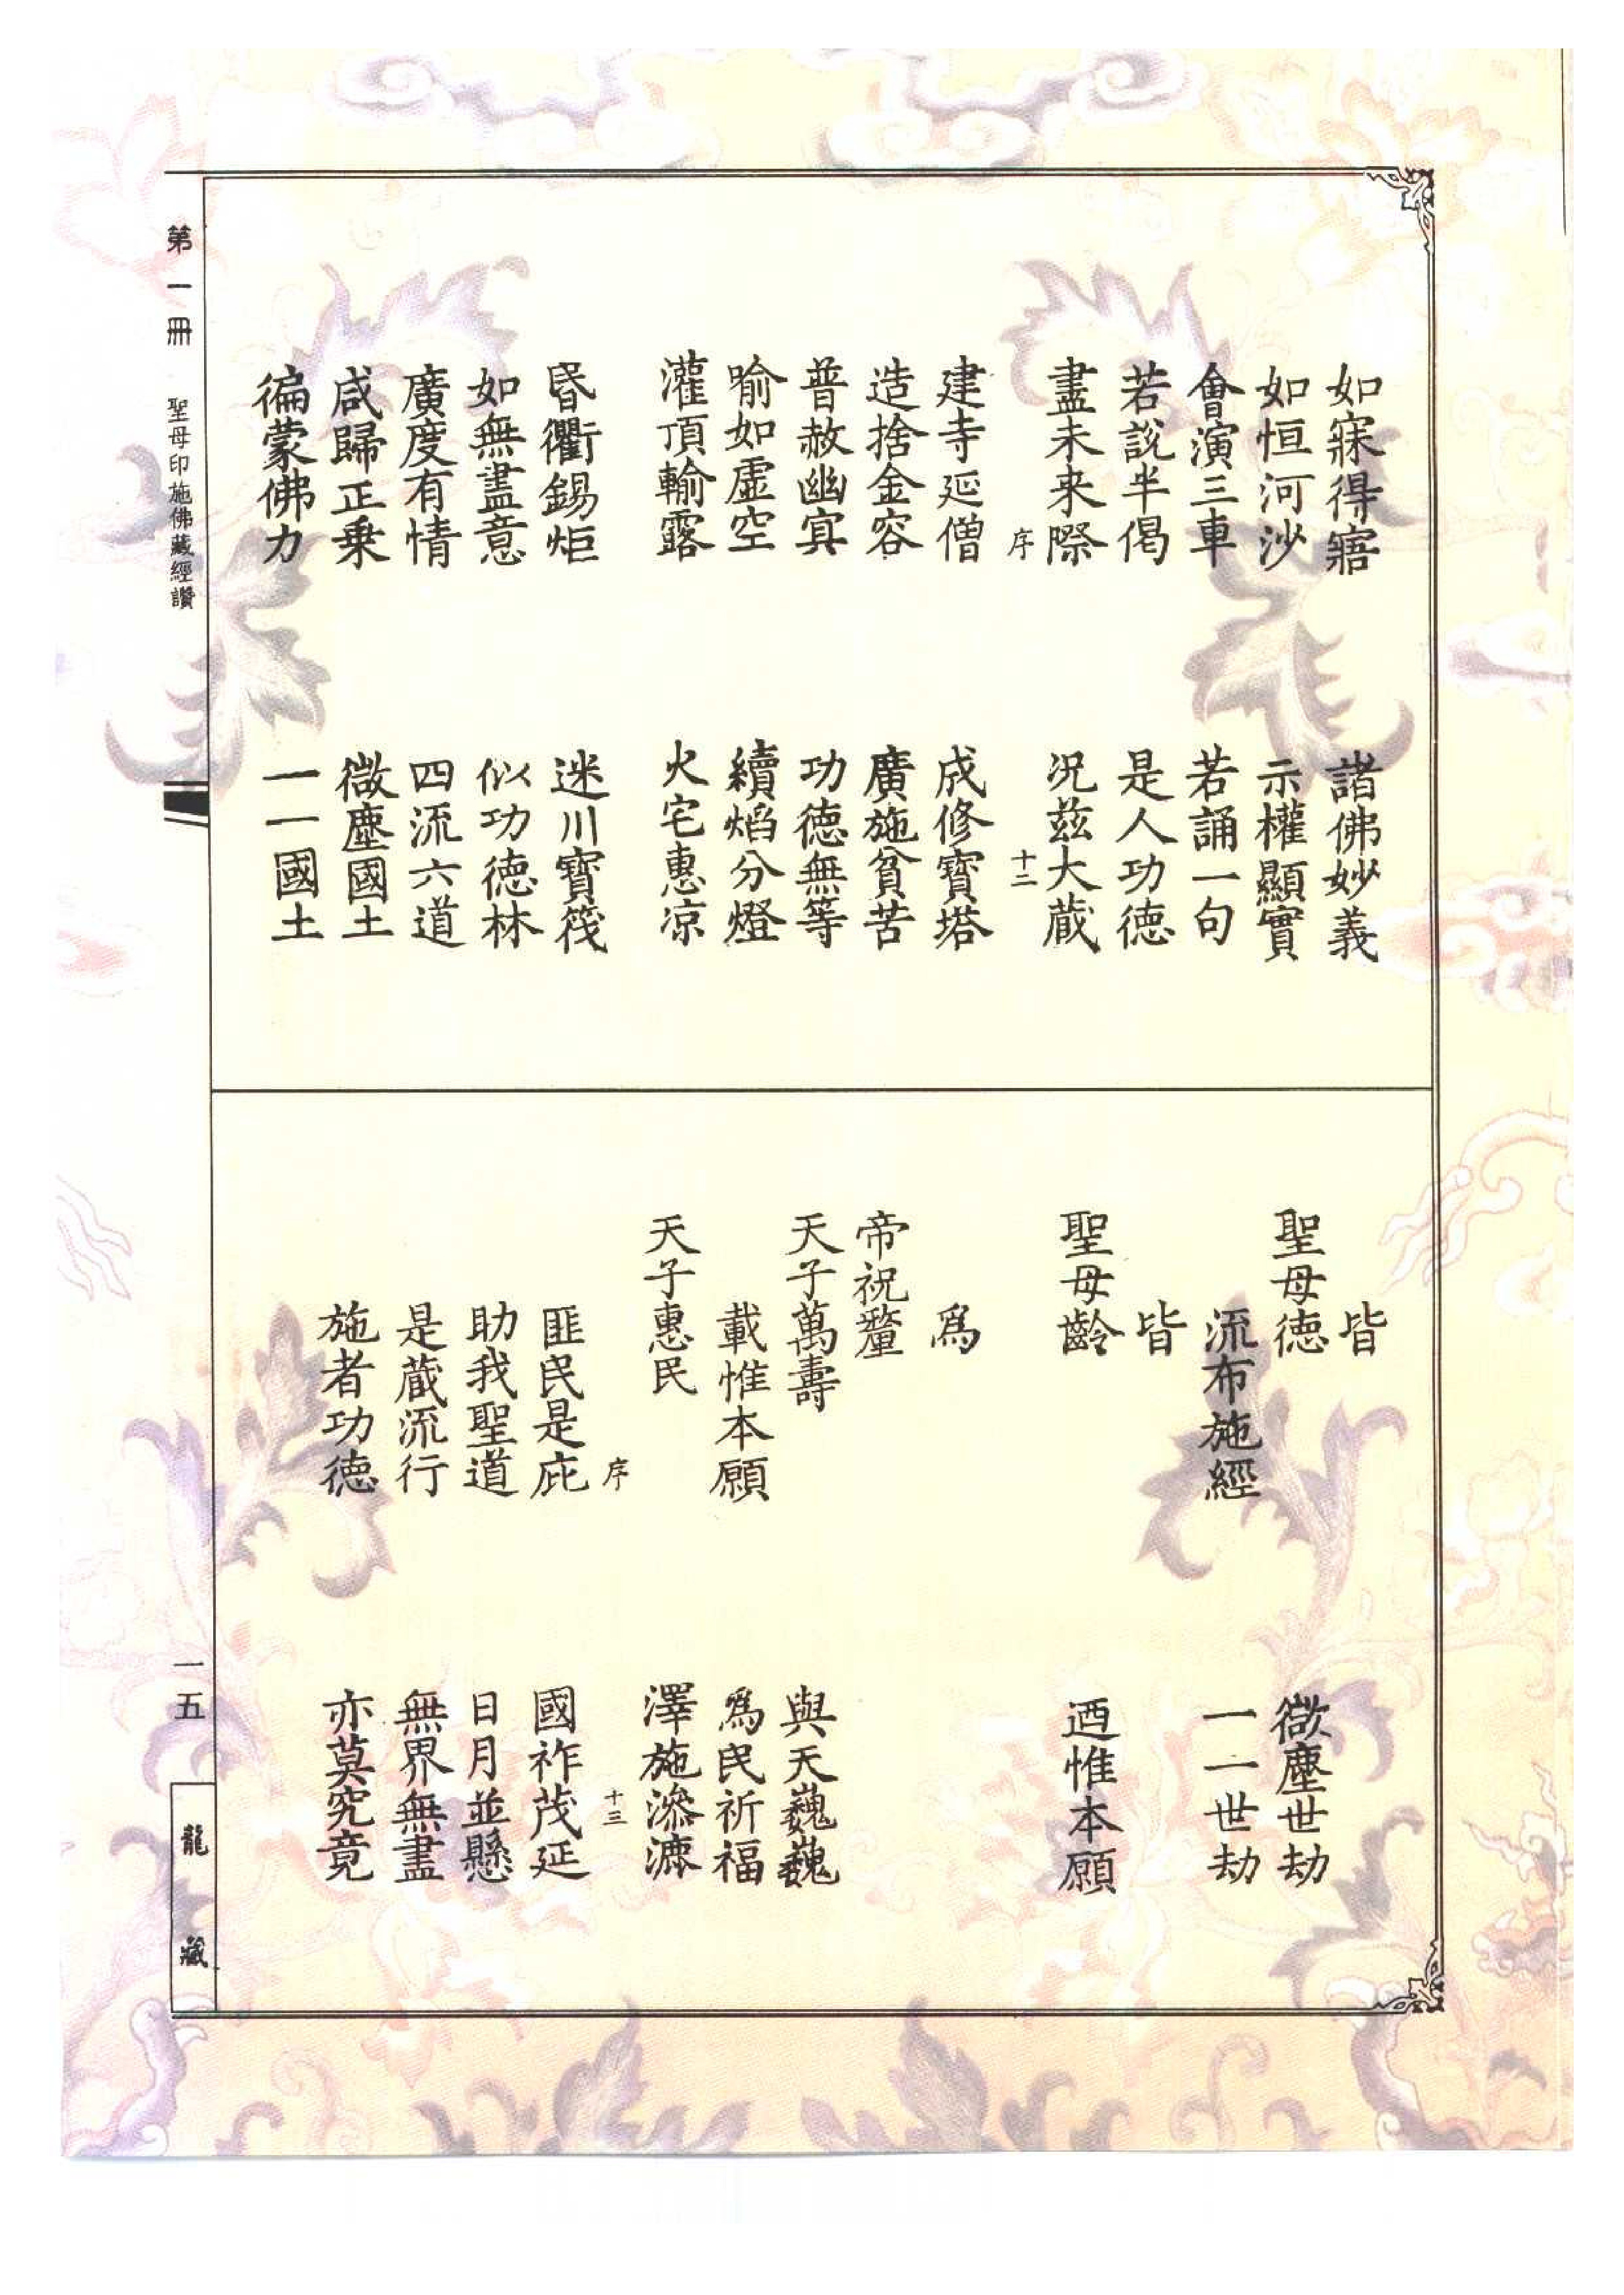 如寐得寤　諸佛妙義
如恒河沙　示權顯實
會演三車　若誦一句
若說半偈　是人功德
盡未来際　況茲大藏
序　十二
建寺延僧　成修寶塔
造捨金容　廣施貧苦
普赦幽冥　功德無等
喻如虛空　續焰分燈
灌頂輸露　火宅惠凉
昏衢錫炬　迷川寶筏
如無盡意　似功德林
廣度有情　四流六道
咸歸正乗　微塵國土
徧蒙佛力　一一國土
皆
聖母德　微塵世劫
流布施經　一一世劫
皆
聖母齡　迺惟本願
爲
帝祝釐
天子萬壽　與天巍巍
載惟本願　爲民祈福
天子惠民　澤施滲漉
序　十三
匪民是庇　國祚茂延
助我聖道　日月並懸
是藏流行　無界無盡
施者功德　亦莫究竟
第一冊　聖母印施佛藏經讚
一五
龍藏